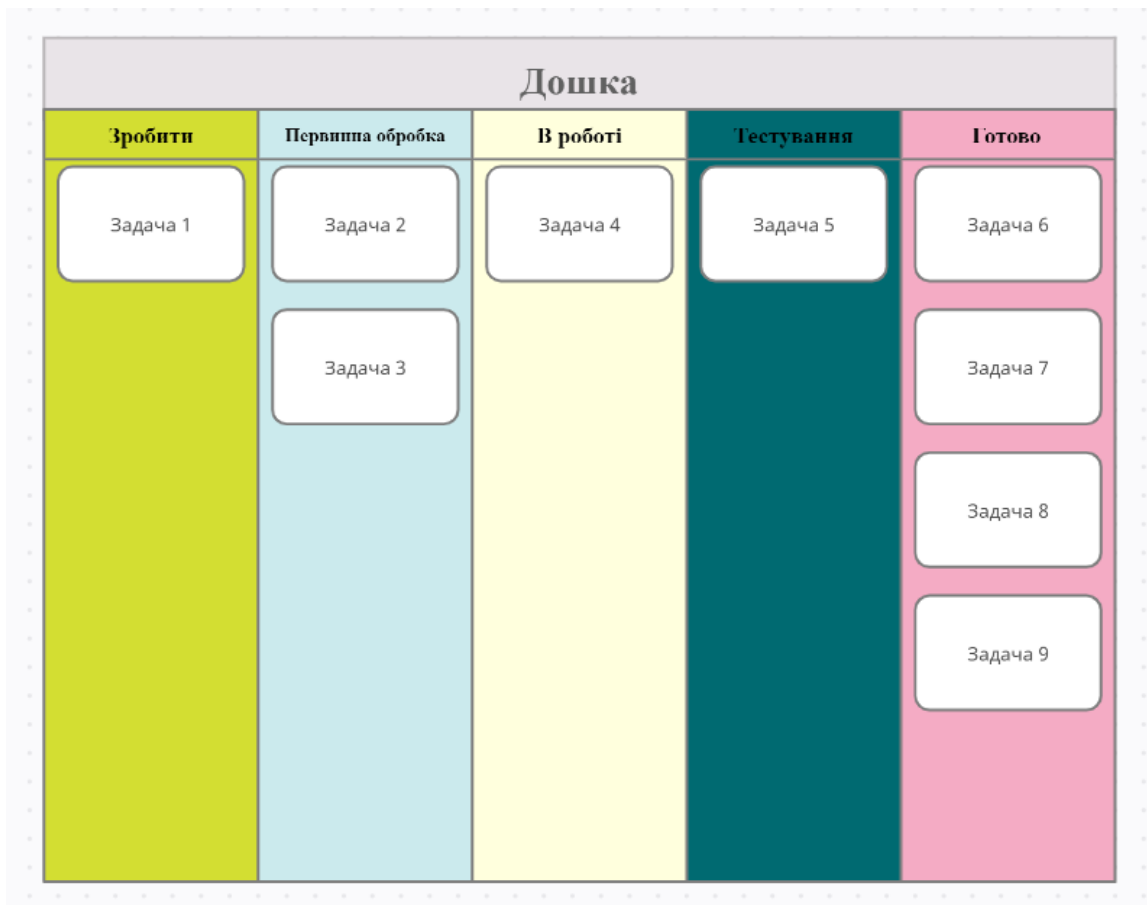 Дошка
Зробити
Первинна обробка
В роботі
Тестування
Готово
Задача 1
Задача 2
Задача 4
Задача 5
Задача 6
Задача 3
Задача 7
Задача 8
Задача 9